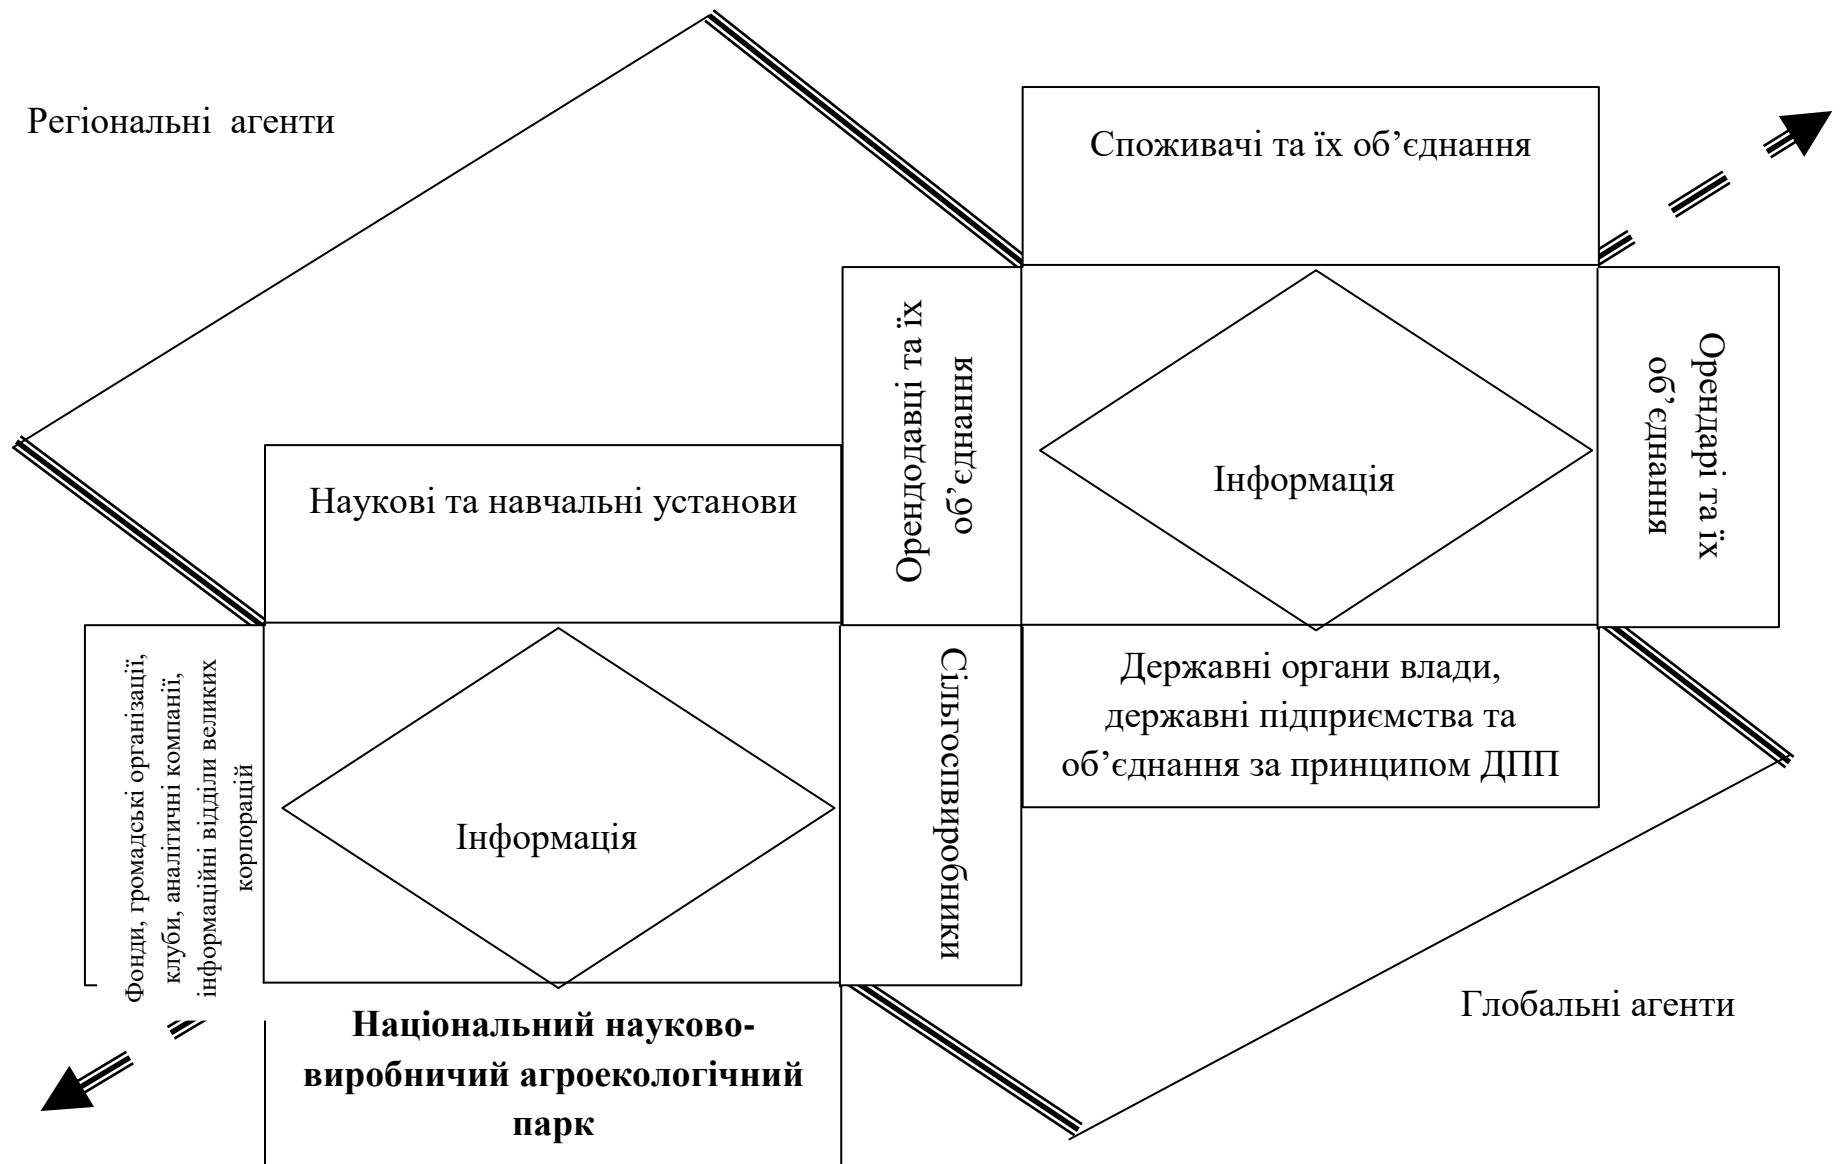 Регіональні агенти
Споживачі та їх об’єднання
Орендодавці та їх
об’єднання
Інформація
Орендарі та їх
об’єднання
Наукові та навчальні установи
Фонди, громадські організації,
клуби, аналітичні компанії,
інформаційні відділи великих
корпорацій
Інформація
Сільгоспвиробники
Державні органи влади,
державні підприємства та
об’єднання за принципом ДПП
Глобальні агенти
Національний науково-
виробничий агроекологічний
парк